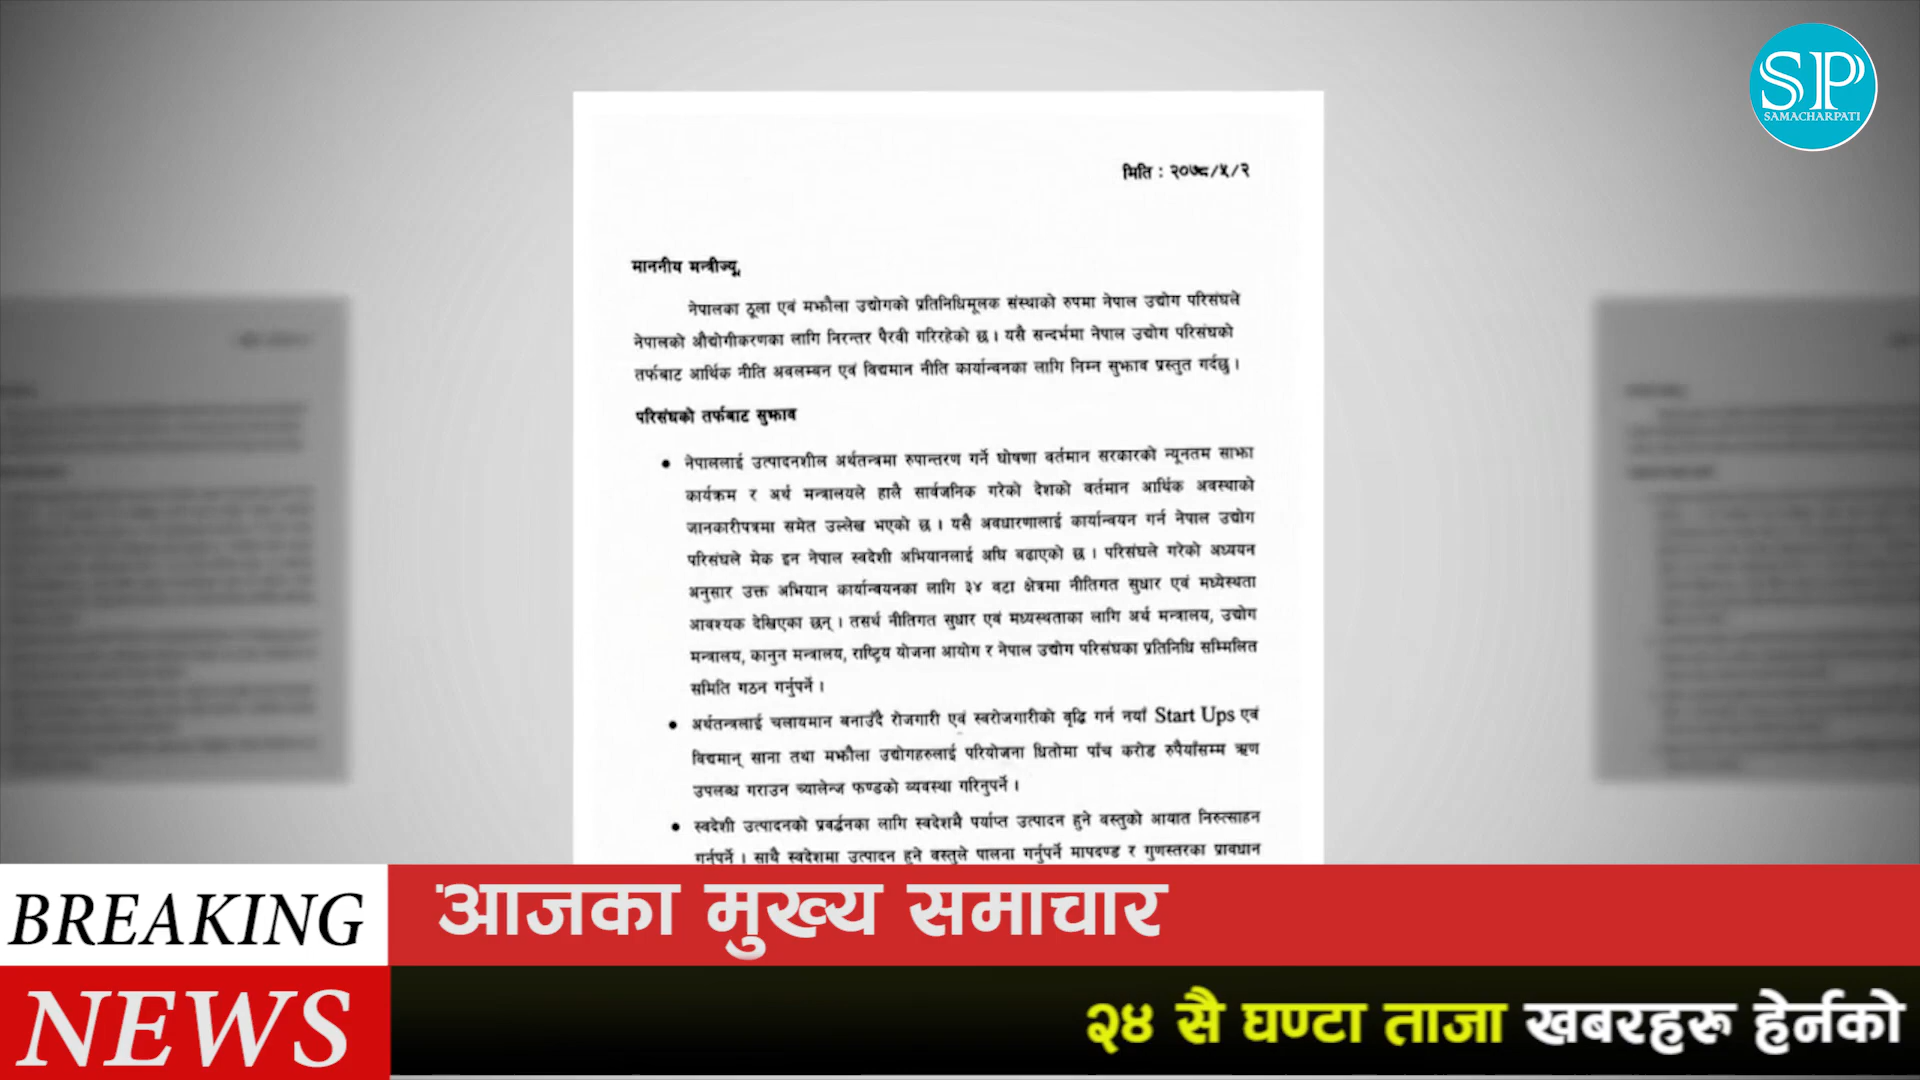 SP
SAMACHARPATI
मिति : २०७८/५/२
माननीय मन्त्रीज्यू,
नेपालका ठूला एवं मझौला उद्योगको प्रतिनिधिमूलक संस्थाको रुपमा नेपाल उद्योग परिसंघले
नेपालको औद्योगीकरणका लागि निरन्तर पैरवी गरिरहेको छ । यसै सन्दर्भमा नेपाल उद्योग परिसंघको
तर्फबाट आर्थिक नीति अवलम्बन एवं विद्यमान नीति कार्यान्वनका लागि निम्न सुझाव प्रस्तुत गर्दछु ।
परिसंघको तर्फबाट सुझाव
• नेपाललाई उत्पादनशील अर्थतन्त्रमा रुपान्तरण गर्ने घोषणा वर्तमान सरकारको न्यूनतम साझा
कार्यक्रम र अर्थ मन्त्रालयले हालै सार्वजनिक गरेको देशको वर्तमान आर्थिक अवस्थाको
जानकारीपत्रमा समेत उल्लेख भएको छ । यसै अवधारणालाई कार्यान्वयन गर्न नेपाल उद्योग
परिसंघले मेक इन नेपाल स्वदेशी अभियानलाई अघि बढाएको छ । परिसंघले गरेको अध्ययन
अनुसार उक्त अभियान कार्यान्वयनका लागि ३४ वटा क्षेत्रमा नीतिगत सुधार एवं मध्येस्थता
आवश्यक देखिएका छन् । तसर्थ नीतिगत सुधार एवं मध्यस्थताका लागि अर्थ मन्त्रालय, उद्योग
मन्त्रालय, कानुन मन्त्रालय, राष्ट्रिय योजना आयोग र नेपाल उद्योग परिसंघका प्रतिनिधि सम्मिलित
समिति गठन गर्नुपर्ने ।
• अर्थतन्त्रलाई चलायमान बनाउँदै रोजगारी एवं स्वरोजगारीको वृद्धि गर्न नयाँ Start Ups एवं
विद्यमान् साना तथा मझौला उद्योगहरुलाई परियोजना धितोमा पाँच करोड रुपैयाँसम्म ऋण
उपलब्ध गराउन च्यालेन्ज फण्डको व्यवस्था गरिनुपर्ने ।
• स्वदेशी उत्पादनको प्रवर्द्धनका लागि स्वदेशमै पर्याप्त उत्पादन हुने वस्तुको आयात निरुत्साहन
गर्नुपर्ने । साथै स्वदेशमा उत्पादन हुने वस्तुले पालना गर्नुपर्ने मापदण्ड र गुणस्तरका प्रावधान
BREAKING
आजका मुख्य समाचार
NEWS
२४ सै घण्टा ताजा खबरहरू हेर्नको